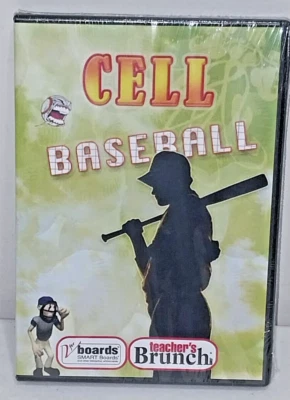 CELL
BASEBALL
boards
SMART Boards
teacher's
Brunch